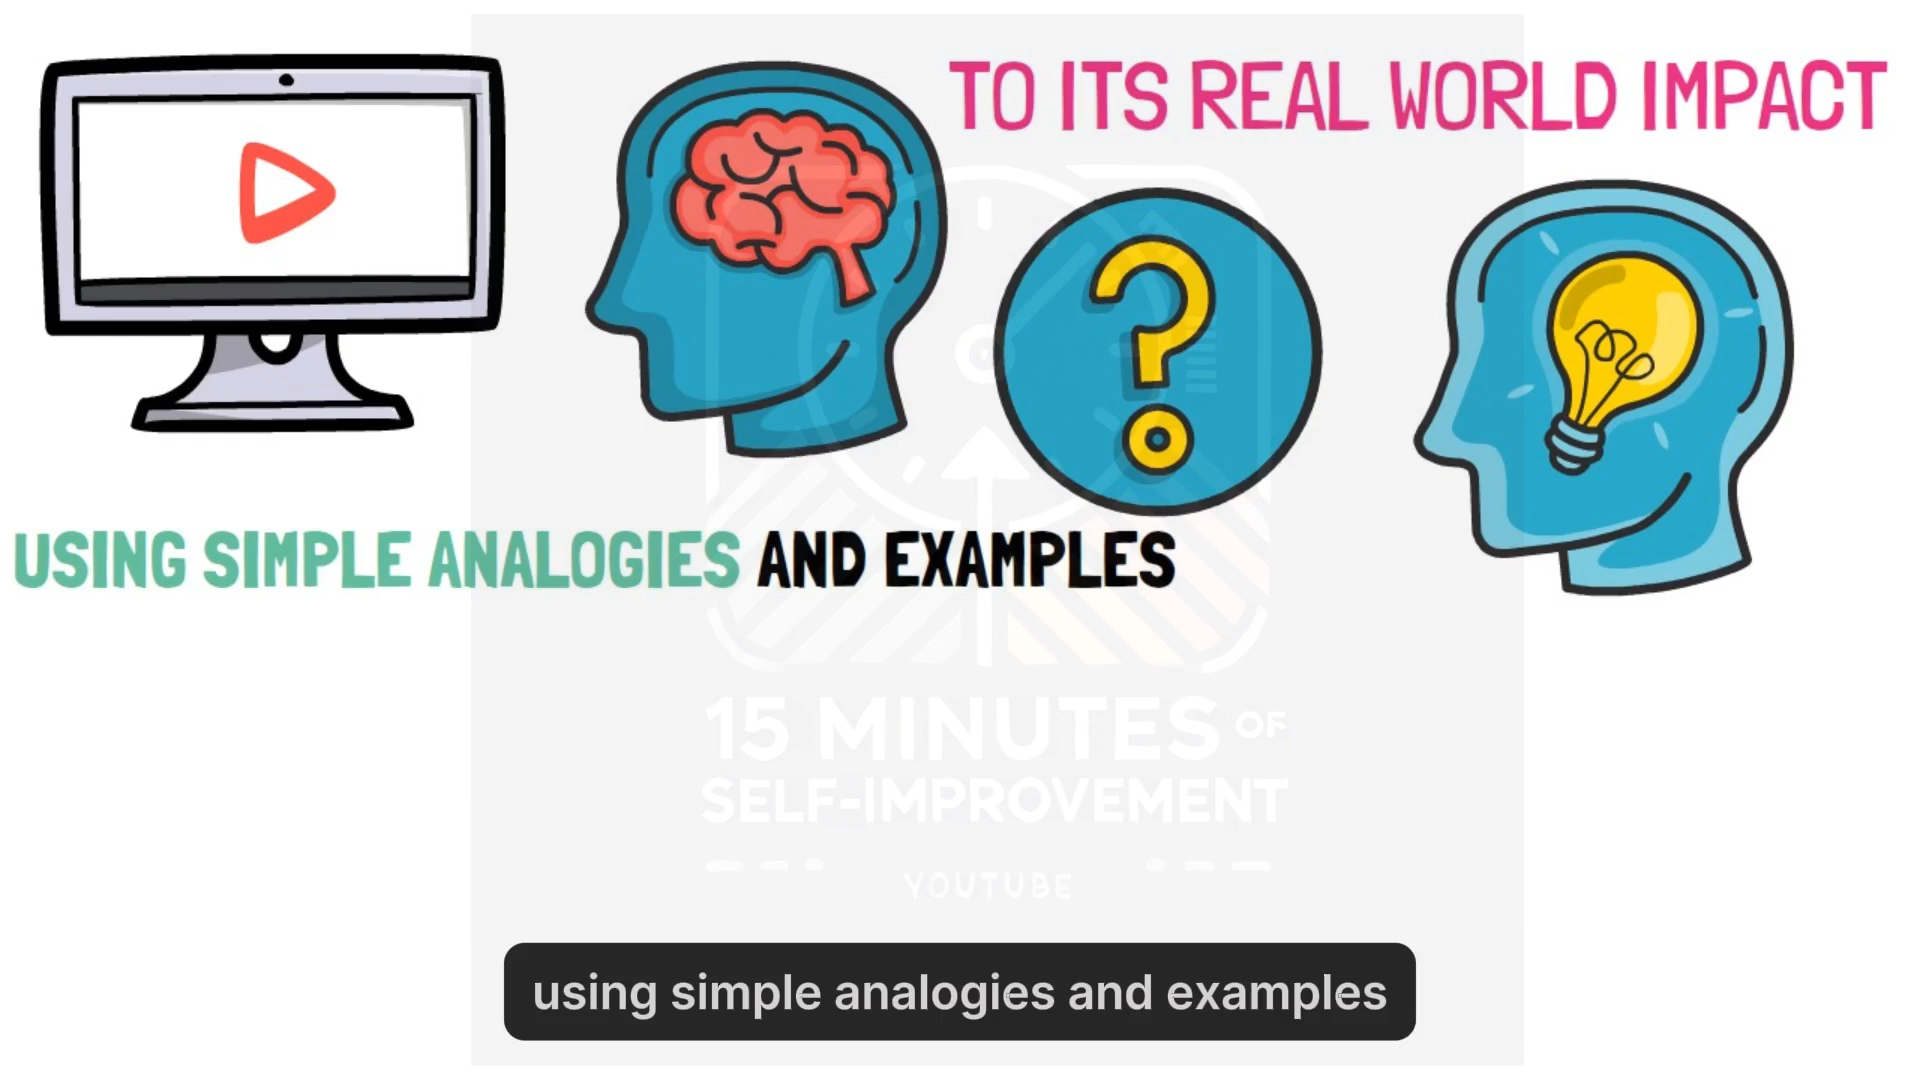 TO ITS REAL WORLD IMPACT
USING SIMPLE ANALOGIES AND EXAMPLES
15 MINUTES OF
SELF-IMPROVEMENT
YOUTUBE
using simple analogies and examples